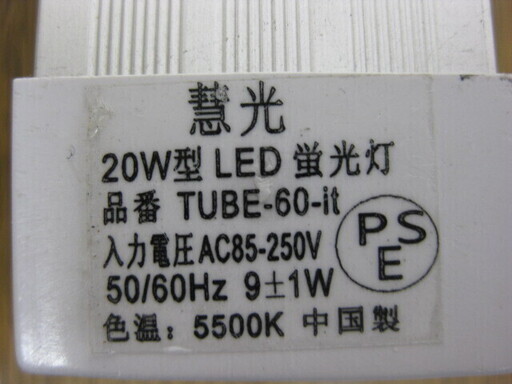 慧光
20W型 LED 蛍光灯
品番 TUBE-60-it
入力電圧AC85-250V
50/60Hz 9±1W
色温：5500K 中国製
PSE